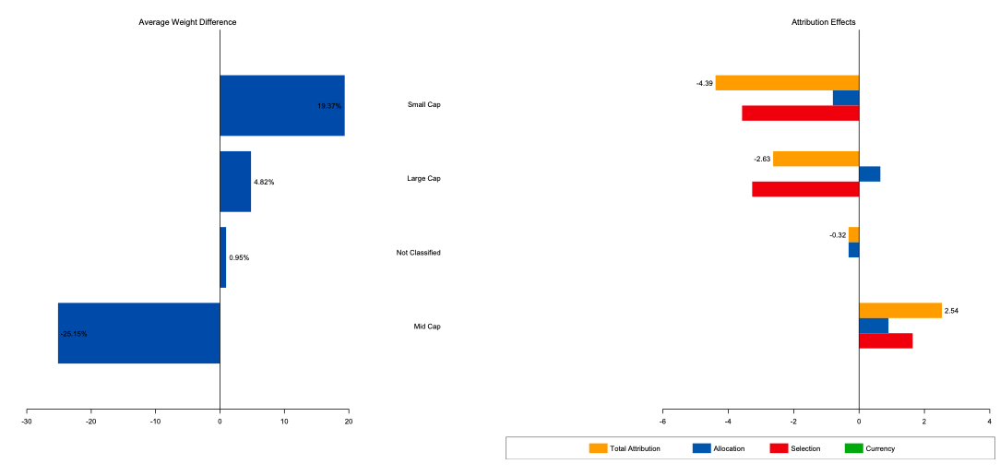 Average Weight Difference
Attribution Effects
19.37%
Small Cap
-4.39
4.82%
Large Cap
-2.63
0.95%
Not Classified
-0.32
-25.15%
Mid Cap
2.54
-30 -20 -10 0 10 20
-6 -4 -2 0 2 4
Total Attribution Allocation Selection Currency